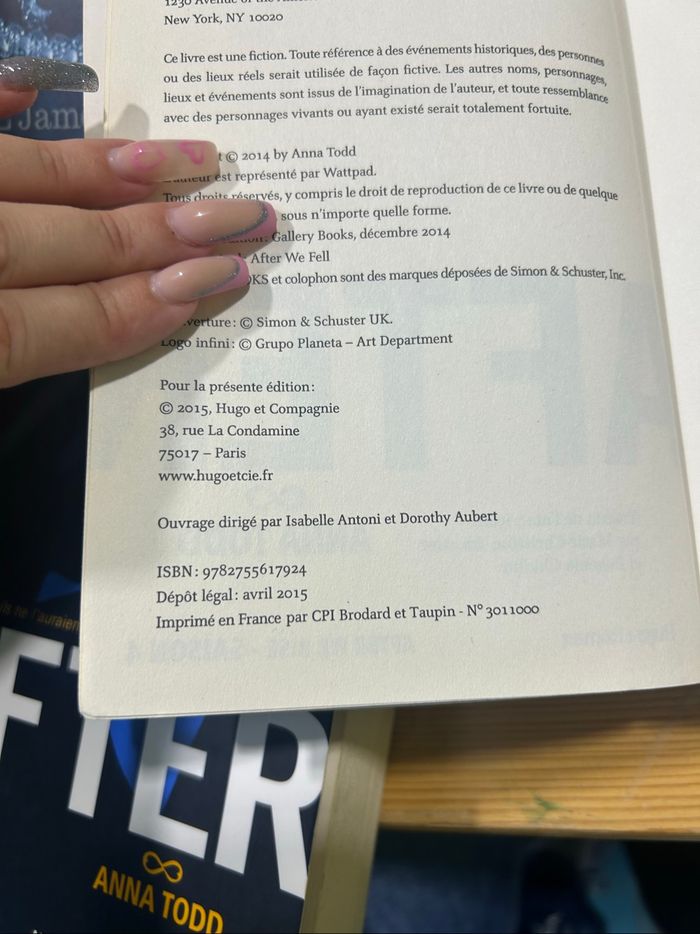 New York, NY 10020
Ce livre est une fiction. Toute référence à des événements historiques, des personnes
ou des lieux réels serait utilisée de façon fictive. Les autres noms, personnages,
lieux et événements sont issus de l'imagination de l'auteur, et toute ressemblance
avec des personnages vivants ou ayant existé serait totalement fortuite.
© 2014 by Anna Todd
est représenté par Wattpad.
Tous droits réservés, y compris le droit de reproduction de ce livre ou de quelque
sous n'importe quelle forme.
Gallery Books, décembre 2014
After We Fell
et colophon sont des marques déposées de Simon & Schuster, Inc.
© Simon & Schuster UK.
Logo infini : © Grupo Planeta – Art Department
Pour la présente édition :
© 2015, Hugo et Compagnie
38, rue La Condamine
75017 – Paris
www.hugoetcie.fr
Ouvrage dirigé par Isabelle Antoni et Dorothy Aubert
ISBN : 9782755617924
Dépôt légal : avril 2015
Imprimé en France par CPI Brodard et Taupin - N° 3011000
FTER
ANNA TODD